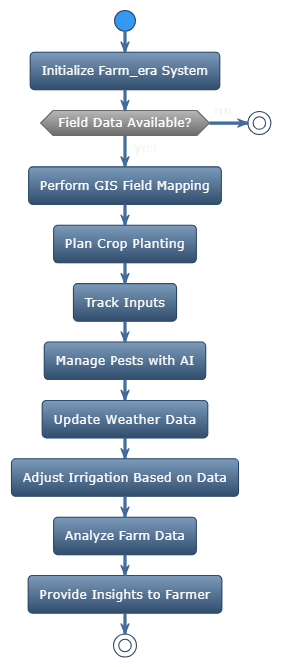 Initialize Farm_era System
Field Data Available?
no
yes
Perform GIS Field Mapping
Plan Crop Planting
Track Inputs
Manage Pests with AI
Update Weather Data
Adjust Irrigation Based on Data
Analyze Farm Data
Provide Insights to Farmer